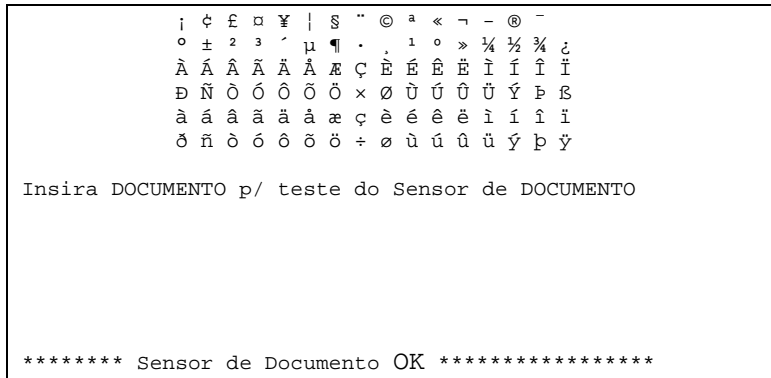 ¡ ¢ £ ¤ ¥ ¦ § ¨ © ª « ¬ – ® ¯
º ± ² ³ ´ µ ¶ · ¸ ¹ º » ¼ ½ ¾ ¿
À Á Â Ã Ä Å Æ Ç È É Ê Ë Ì Í Î Ï
Ð Ñ Ò Ó Ô Õ Ö × Ø Ù Ú Û Ü Ý Þ ß
à á â ã ä å æ ç è é ê ë ì í î ï
ð ñ ò ó ô õ ö ÷ ø ù ú û ü ý þ ÿ
Insira DOCUMENTO p/ teste do Sensor de DOCUMENTO
******** Sensor de Documento OK *****************